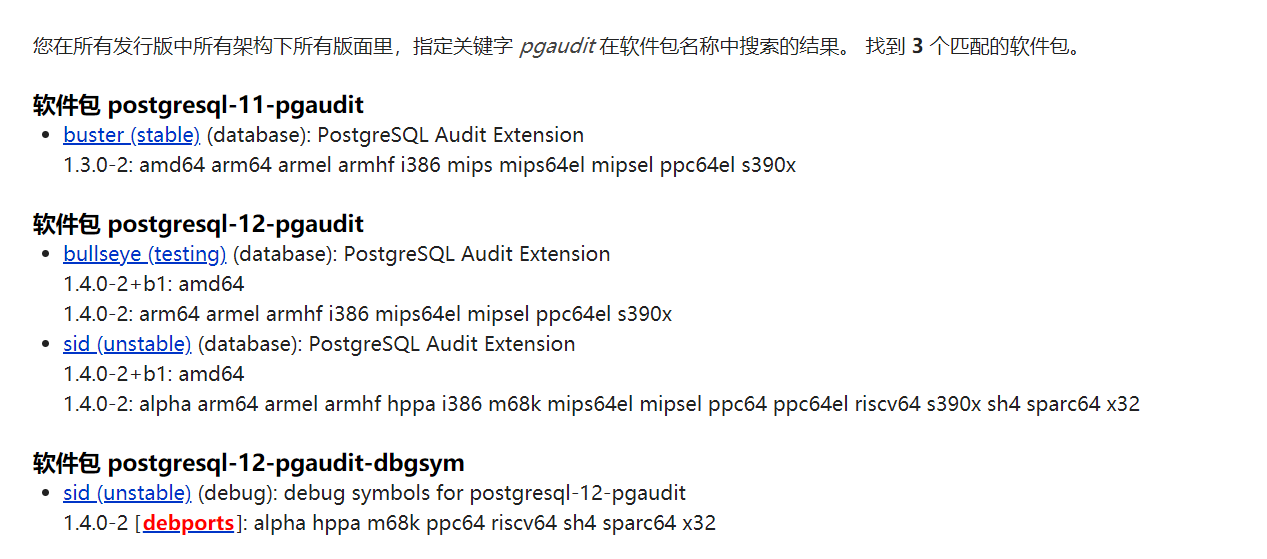 您在所有发行版中所有架构下所有版面里，指定关键字 pgaudit 在软件包名称中搜索的结果。 找到 3 个匹配的软件包。
软件包 postgresql-11-pgaudit
• buster (stable) (database): PostgreSQL Audit Extension
1.3.0-2: amd64 arm64 armel armhf i386 mips mips64el mipsel ppc64el s390x
软件包 postgresql-12-pgaudit
• bullseye (testing) (database): PostgreSQL Audit Extension
1.4.0-2+b1: amd64
1.4.0-2: arm64 armel armhf i386 mips64el mipsel ppc64el s390x
• sid (unstable) (database): PostgreSQL Audit Extension
1.4.0-2+b1: amd64
1.4.0-2: alpha arm64 armel armhf hppa i386 m68k mips64el mipsel ppc64 ppc64el riscv64 s390x sh4 sparc64 x32
软件包 postgresql-12-pgaudit-dbgsym
• sid (unstable) (debug): debug symbols for postgresql-12-pgaudit
1.4.0-2 [debports]: alpha hppa m68k ppc64 riscv64 sh4 sparc64 x32